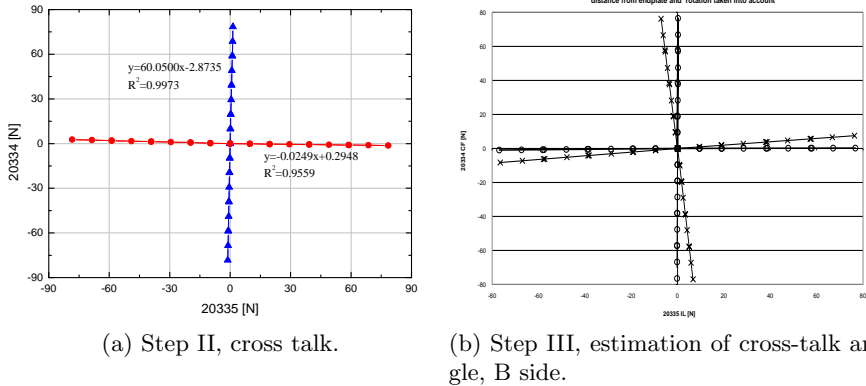 distance from endplate and rotation taken into account
90
60
30
0
-30
-60
-90
20334 [N]
y=60.0500x-2.8735
R²=0.9973
y=-0.0249x+0.2948
R²=0.9559
-90 -60 -30 0 30 60 90
20335 [N]
80
60
40
20
0
-20
-40
-60
-80
20334 CF [N]
-80 -60 -40 -20 0 20 40 60 80
20335 IL [N]
(a) Step II, cross talk.
(b) Step III, estimation of cross-talk an-
gle, B side.